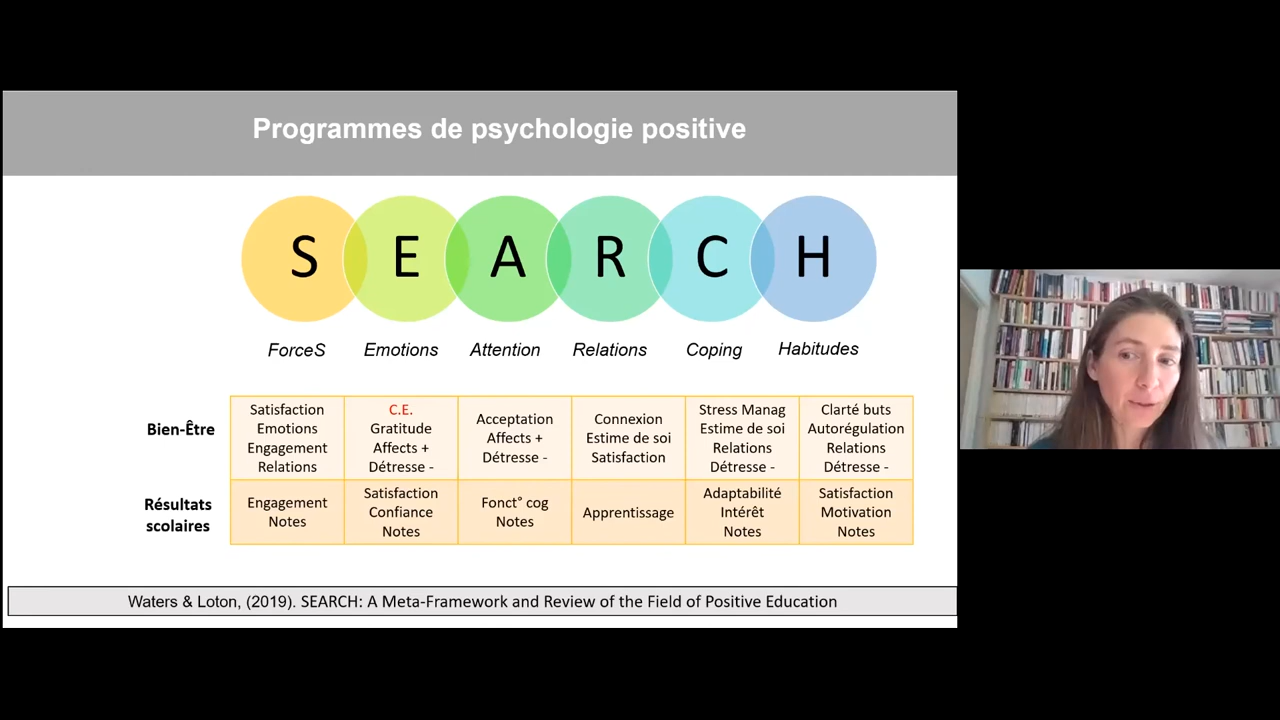 Programmes de psychologie positive
S E A R C H
ForceS Emotions Attention Relations Coping Habitudes
Bien-Être
Satisfaction
Emotions
Engagement
Relations
C.E.
Gratitude
Affects +
Détresse -
Acceptation
Affects +
Détresse -
Connexion
Estime de soi
Satisfaction
Stress Manag
Estime de soi
Relations
Détresse -
Clarté buts
Autorégulation
Relations
Détresse -
Résultats
scolaires
Engagement
Notes
Satisfaction
Confiance
Notes
Fonct° cog
Notes
Apprentissage
Adaptabilité
Intérêt
Notes
Satisfaction
Motivation
Notes
Waters & Loton, (2019). SEARCH: A Meta-Framework and Review of the Field of Positive Education